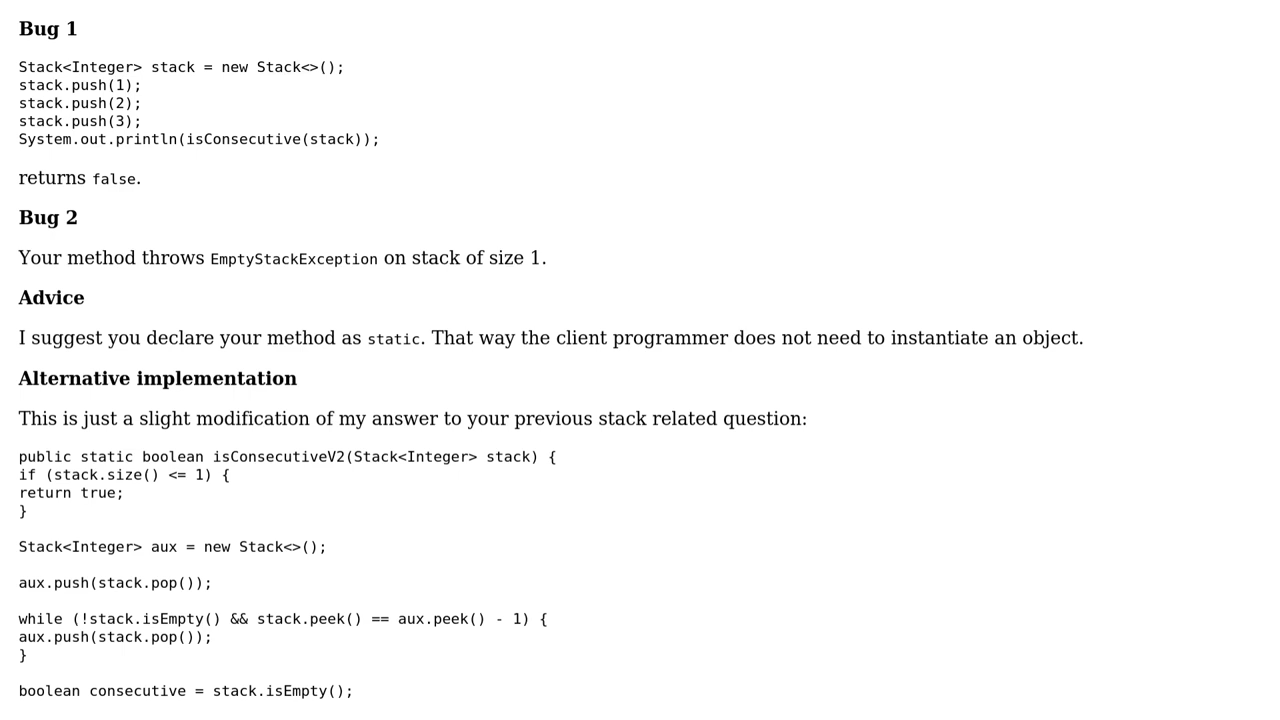 Bug 1
Stack<Integer> stack = new Stack<>();
stack.push(1);
stack.push(2);
stack.push(3);
System.out.println(isConsecutive(stack));
returns false.
Bug 2
Your method throws EmptyStackException on stack of size 1.
Advice
I suggest you declare your method as static. That way the client programmer does not need to instantiate an object.
Alternative implementation
This is just a slight modification of my answer to your previous stack related question:
public static boolean isConsecutiveV2(Stack<Integer> stack) {
if (stack.size() <= 1) {
return true;
}
Stack<Integer> aux = new Stack<>();
aux.push(stack.pop());
while (!stack.isEmpty() && stack.peek() == aux.peek() - 1) {
aux.push(stack.pop());
}
boolean consecutive = stack.isEmpty();